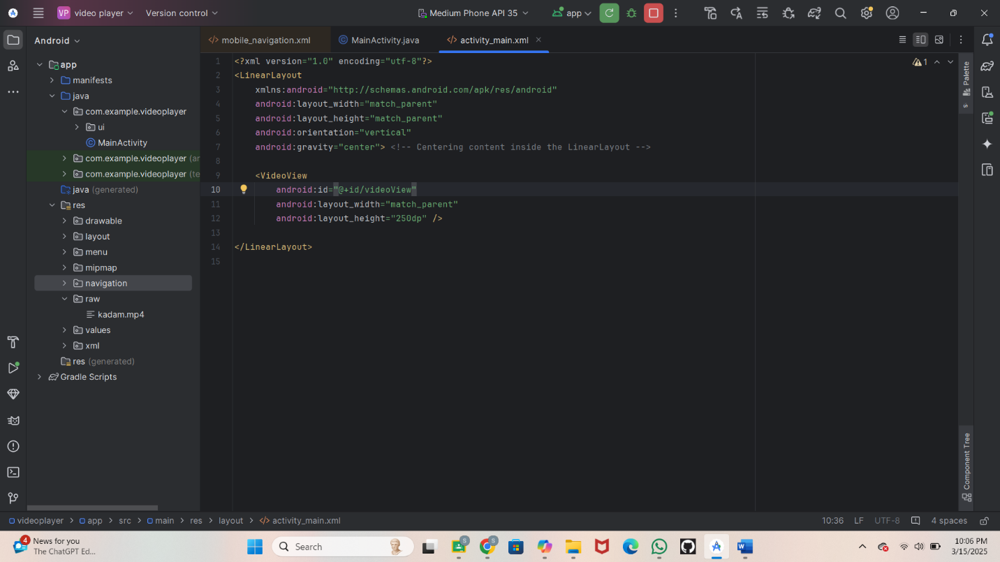 VP video player Version control Medium Phone API 35 app
Android
mobile_navigation.xml MainActivity.java activity_main.xml
app
manifests
java
com.example.videoplayer
ui
MainActivity
com.example.videoplayer (an
com.example.videoplayer (te
java (generated)
res
drawable
layout
menu
mipmap
navigation
raw
kadam.mp4
values
xml
res (generated)
Gradle Scripts
1 <?xml version="1.0" encoding="utf-8"?>
2 <LinearLayout
3 xmlns:android="http://schemas.android.com/apk/res/android"
4 android:layout_width="match_parent"
5 android:layout_height="match_parent"
6 android:orientation="vertical"
7 android:gravity="center"> <!-- Centering content inside the LinearLayout -->
8
9 <VideoView
10 android:id="@+id/videoView"
11 android:layout_width="match_parent"
12 android:layout_height="250dp" />
13
14 </LinearLayout>
15
1
Palette
s
Component Tree
videoplayer > app > src > main > res > layout > activity_main.xml 10:36 LF UTF-8 4 spaces
4 News for you
The ChatGPT Ed...
Search
S
S
W
10:06 PM
3/15/2025